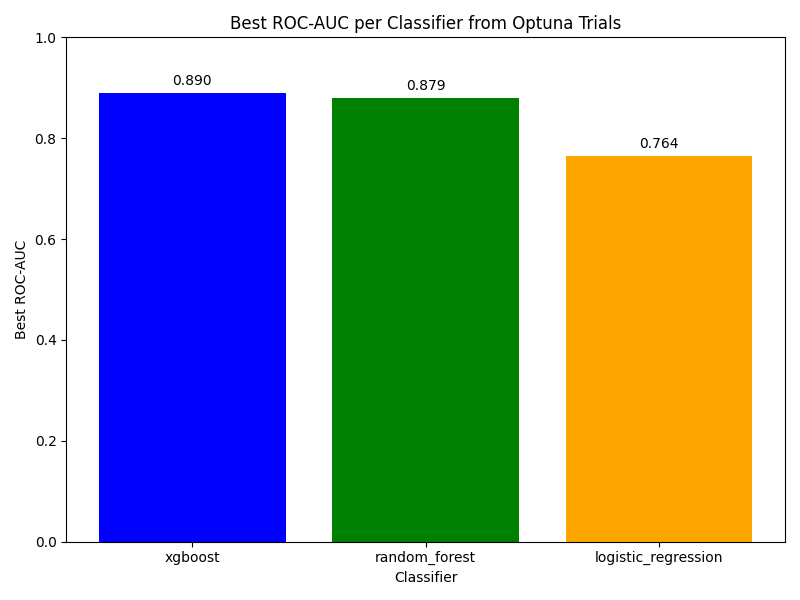 Best ROC-AUC per Classifier from Optuna Trials
1.0
0.8
0.6
0.4
0.2
0.0
Best ROC-AUC
0.890
0.879
0.764
xgboost
random_forest
logistic_regression
Classifier